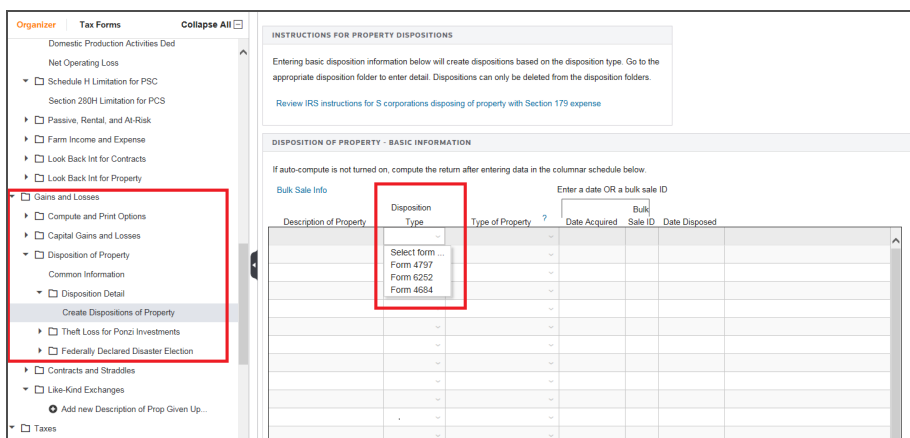 Organizer Tax Forms Collapse All
Domestic Production Activities Ded
Net Operating Loss
Schedule H Limitation for PSC
Section 280H Limitation for PCS
Passive, Rental, and At-Risk
Farm Income and Expense
Look Back Int for Contracts
Look Back Int for Property
Gains and Losses
Compute and Print Options
Capital Gains and Losses
Disposition of Property
Common Information
Disposition Detail
Create Dispositions of Property
Theft Loss for Ponzi Investments
Federally Declared Disaster Election
Contracts and Straddles
Like-Kind Exchanges
Add new Description of Prop Given Up...
Taxes
INSTRUCTIONS FOR PROPERTY DISPOSITIONS
Entering basic disposition information below will create dispositions based on the disposition type. Go to the
appropriate disposition folder to enter detail. Dispositions can only be deleted from the disposition folders.
Review IRS instructions for S corporations disposing of property with Section 179 expense
DISPOSITION OF PROPERTY - BASIC INFORMATION
If auto-compute is not turned on, compute the return after entering data in the columnar schedule below.
Bulk Sale Info
Enter a date OR a bulk sale ID
Disposition Bulk
Description of Property Type Type of Property ? Date Acquired Sale ID Date Disposed
Select form ...
Form 4797
Form 6252
Form 4684